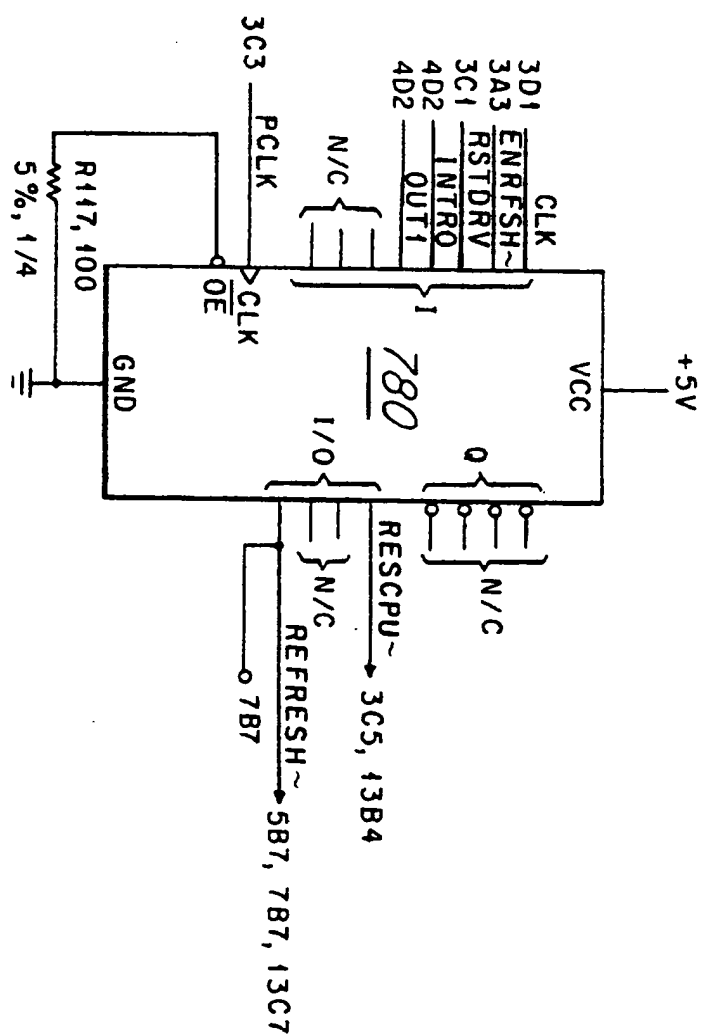 +5V
VCC
3D1 CLK
3A3 ENRFSH~
3C1 RSTDRV
4D2 INTRO
4D2 OUT1
I
N/C
3C3 PCLK
CLK
OE
R117, 100
5%, 1/4
GND
780
Q
N/C
I/O
RESCPU~ 3C5, 13B4
N/C
REFRESH~ 5B7, 7B7, 13C7
7B7